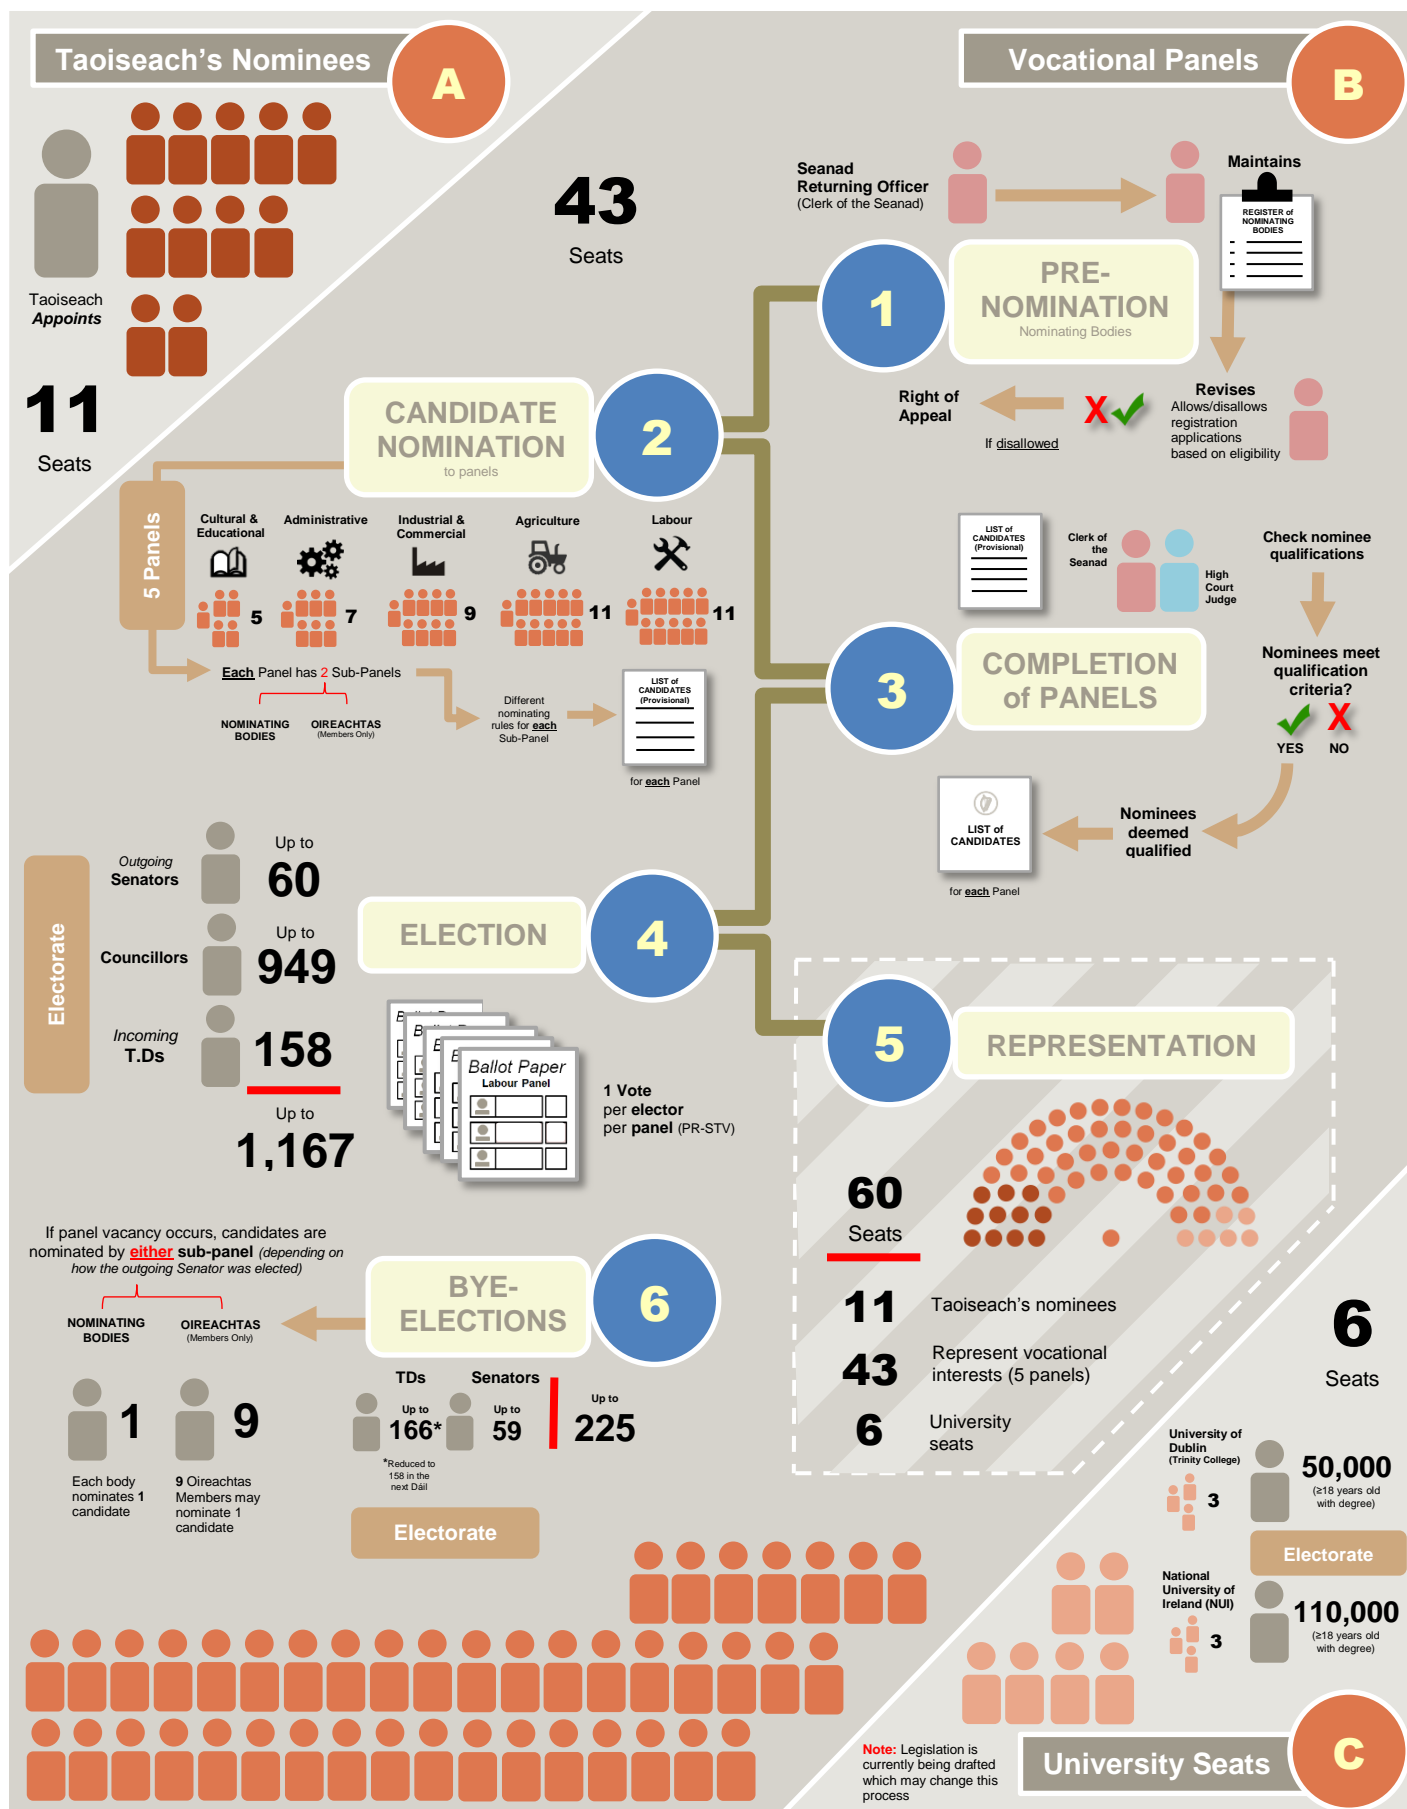 Taoiseach's Nominees
A
Taoiseach
Appoints
11
Seats
43
Seats
Vocational Panels
B
Seanad
Returning Officer
(Clerk of the Seanad)
Maintains
REGISTER of
NOMINATING
BODIES
1
PRE-
NOMINATION
Nominating Bodies
Revises
Allows/disallows
registration
applications
based on eligibility
X
If disallowed
Right of
Appeal
2
CANDIDATE
NOMINATION
to panels
5 Panels
Cultural &
Educational
5
Administrative
7
Industrial &
Commercial
9
Agriculture
11
Labour
11
Each Panel has 2 Sub-Panels
NOMINATING
BODIES
OIREACHTAS
(Members Only)
Different
nominating
rules for each
Sub-Panel
LIST of
CANDIDATES
(Provisional)
for each Panel
3
COMPLETION
of PANELS
LIST of
CANDIDATES
(Provisional)
Clerk of
the
Seanad
High
Court
Judge
Check nominee
qualifications
Nominees meet
qualification
criteria?
X
YES
NO
Nominees
deemed
qualified
LIST of
CANDIDATES
for each Panel
4
ELECTION
Electorate
Outgoing
Senators
Up to
60
Councillors
Up to
949
Incoming
T.Ds
158
Up to
1,167
Ballot Paper
Labour Panel
1 Vote
per elector
per panel (PR-STV)
5
REPRESENTATION
60
Seats
11
Taoiseach's nominees
43
Represent vocational
interests (5 panels)
6
University
seats
6
BYE-
ELECTIONS
If panel vacancy occurs, candidates are
nominated by either sub-panel (depending on
how the outgoing Senator was elected)
NOMINATING
BODIES
OIREACHTAS
(Members Only)
1
Each body
nominates 1
candidate
9
9 Oireachtas
Members may
nominate 1
candidate
TDs
Up to
166*
*Reduced to
158 in the
next Dáil
Senators
Up to
59
Up to
225
Electorate
6
Seats
University of
Dublin
(Trinity College)
3
50,000
(≥18 years old
with degree)
Electorate
National
University of
Ireland (NUI)
3
110,000
(≥18 years old
with degree)
Note: Legislation is
currently being drafted
which may change this
process
University Seats
C